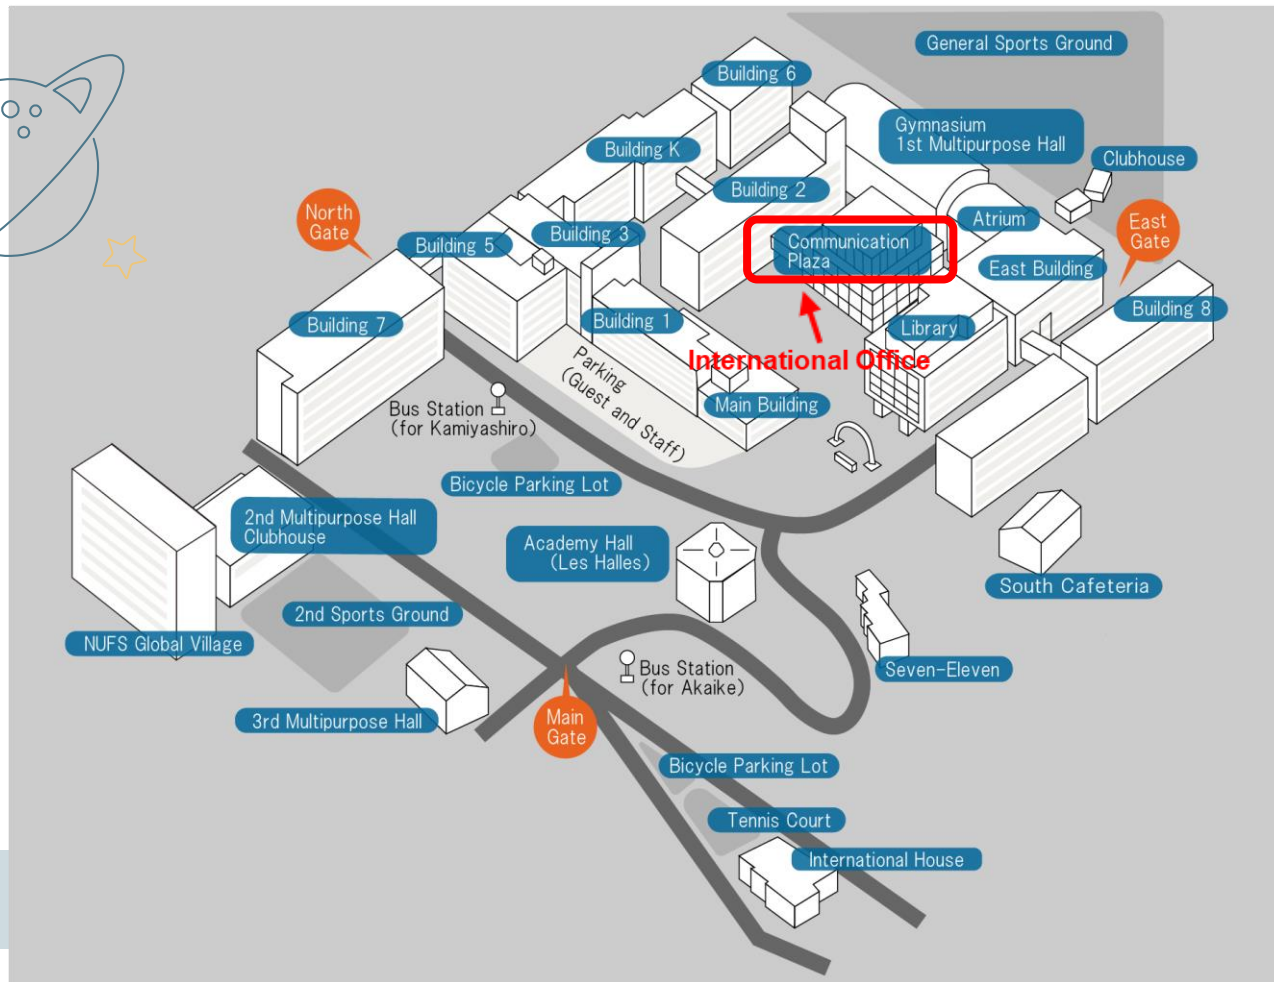 General Sports Ground
Building 6
Gymnasium
1st Multipurpose Hall
Building K
Clubhouse
Building 2
North
Gate
Atrium
East
Gate
Building 5
Building 3
Communication
Plaza
East Building
Building 7
Building 1
Library
Building 8
International Office
Parking
(Guest and Staff)
Bus Station
(for Kamiyashiro)
Main Building
Bicycle Parking Lot
2nd Multipurpose Hall
Clubhouse
Academy Hall
(Les Halles)
South Cafeteria
2nd Sports Ground
NUFS Global Village
Bus Station
(for Akaike)
Seven-Eleven
3rd Multipurpose Hall
Main
Gate
Bicycle Parking Lot
Tennis Court
International House